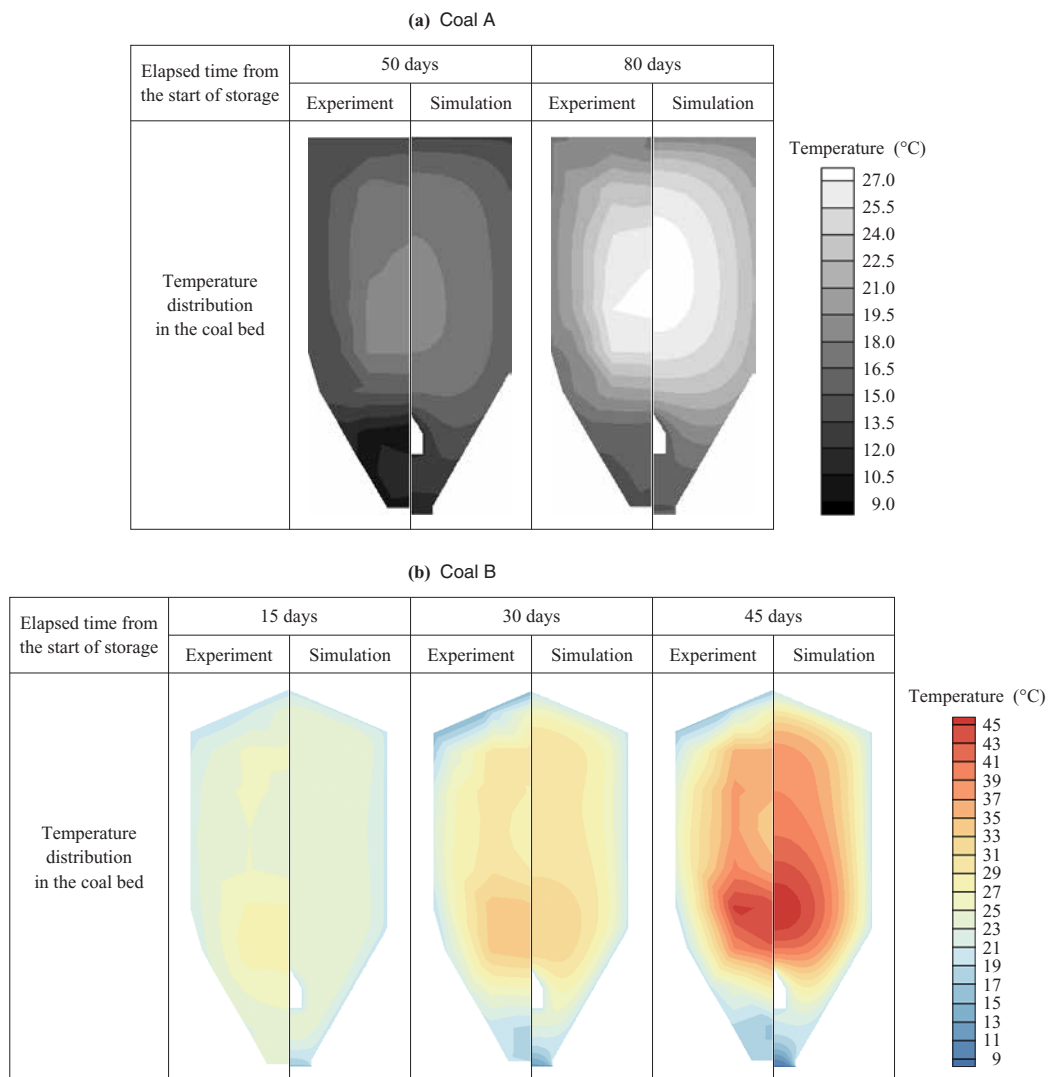 (a) Coal A
Elapsed time from
the start of storage
50 days
80 days
Experiment
Simulation
Experiment
Simulation
Temperature
distribution
in the coal bed
Temperature (°C)
27.0
25.5
24.0
22.5
21.0
19.5
18.0
16.5
15.0
13.5
12.0
10.5
9.0
(b) Coal B
Elapsed time from
the start of storage
15 days
30 days
45 days
Experiment
Simulation
Experiment
Simulation
Experiment
Simulation
Temperature
distribution
in the coal bed
Temperature (°C)
45
43
41
39
37
33
31
29
27
25
23
21
19
17
15
13
11
9